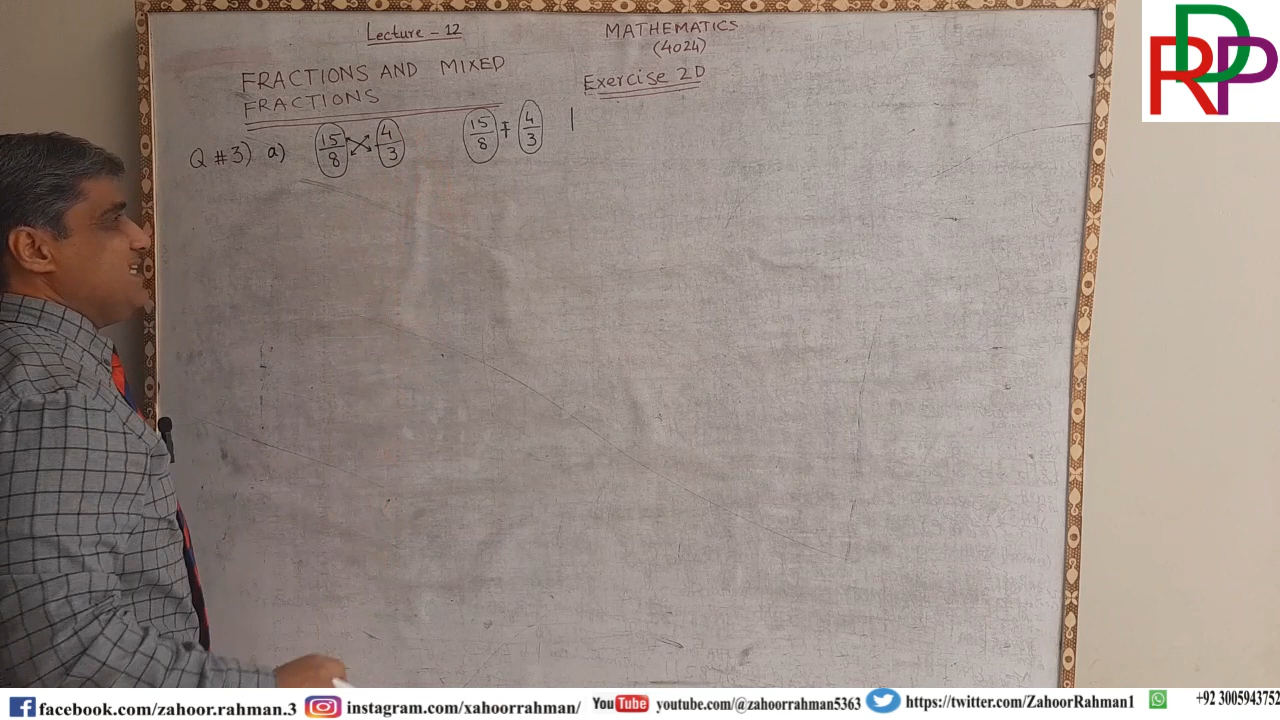 Lecture - 12
MATHEMATICS
(4024)
FRACTIONS AND MIXED
FRACTIONS
Exercise 2D
Q #3) a) 15/8 × 4/3 15/8 ∓ 4/3 |
RDP
facebook.com/zahoor.rahman.3 instagram.com/xahoorrahman/ YouTube youtube.com/@zahoorrahman5363 https://twitter.com/ZahoorRahman1 +92 3005943752